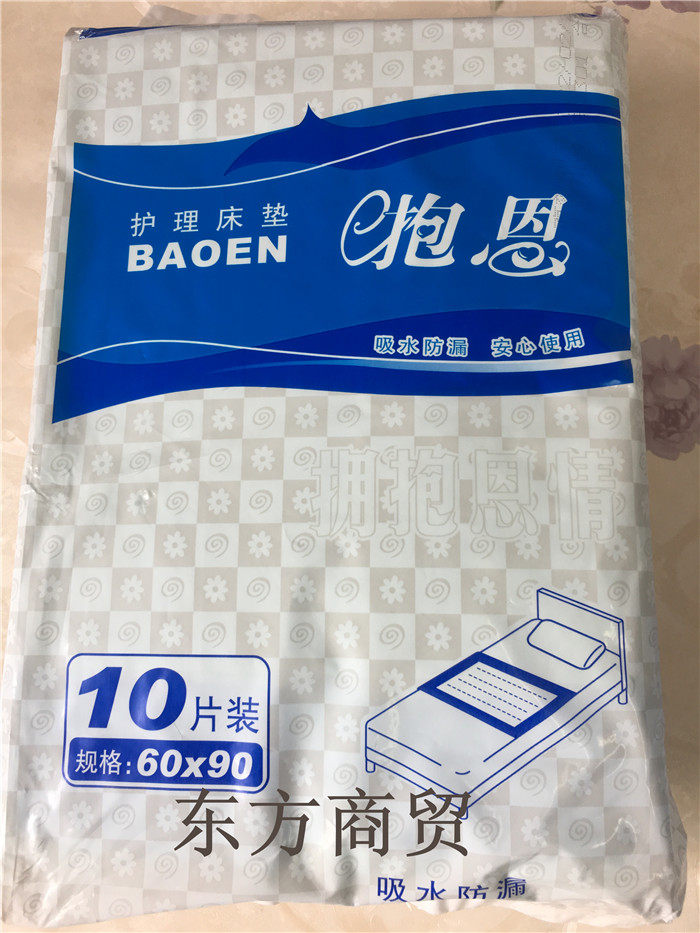 护理床垫
BAOEN
抱恩
吸水防漏 安心使用
拥抱恩情
10片装
规格:60x90
东方商贸
吸水防漏